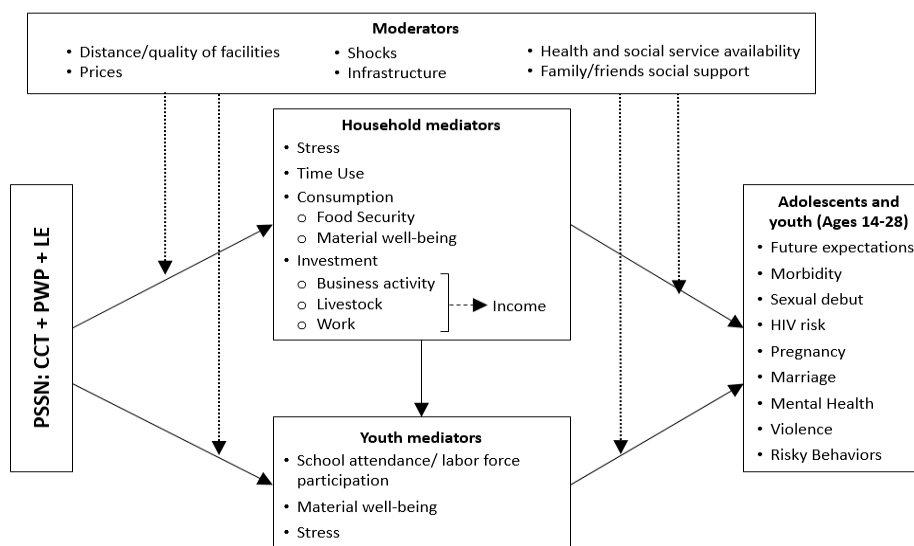 Moderators
• Distance/quality of facilities
• Prices
• Shocks
• Infrastructure
• Health and social service availability
• Family/friends social support
PSSN: CCT + PWP + LE
Household mediators
• Stress
• Time Use
• Consumption
o Food Security
o Material well-being
• Investment
o Business activity
o Livestock
o Work
Income
Youth mediators
• School attendance/ labor force
participation
• Material well-being
• Stress
Adolescents and
youth (Ages 14-28)
• Future expectations
• Morbidity
• Sexual debut
• HIV risk
• Pregnancy
• Marriage
• Mental Health
• Violence
• Risky Behaviors